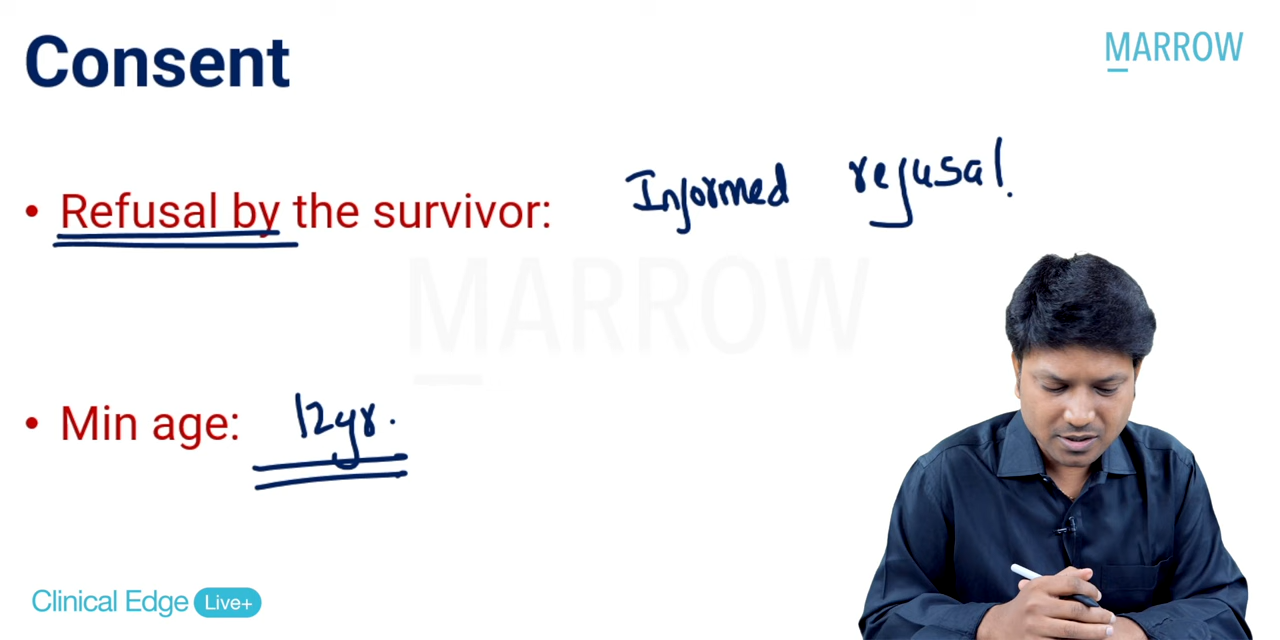 Consent
MARROW
Refusal by the survivor: Informed refusal.
MARROW
• Min age: 12yr.
Clinical Edge Live+